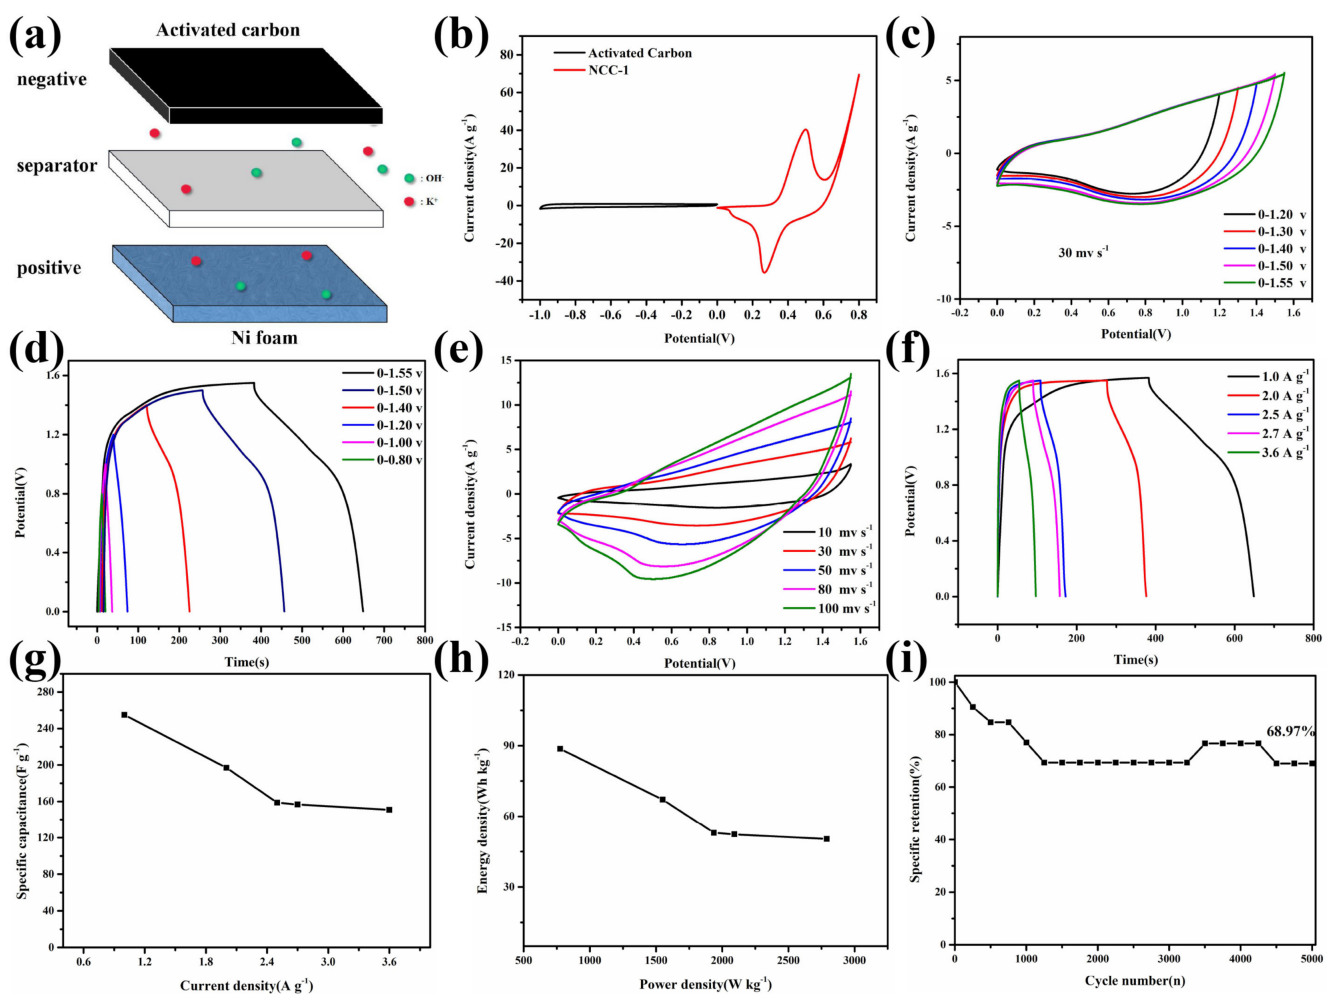 (a)
Activated carbon
negative
separator
: OH⁻
: K⁺
positive
Ni foam
(b)
Activated Carbon
NCC-1
Current density(A g⁻¹)
80
60
40
20
0
-20
-40
-1.0 -0.8 -0.6 -0.4 -0.2 0.0 0.2 0.4 0.6 0.8
Potential(V)
(c)
Current density(A g⁻¹)
5
0
-5
-10
30 mv s⁻¹
0-1.20 v
0-1.30 v
0-1.40 v
0-1.50 v
0-1.55 v
-0.2 0.0 0.2 0.4 0.6 0.8 1.0 1.2 1.4 1.6
Potential(V)
(d)
Potential(V)
1.6
1.2
0.8
0.4
0.0
0-1.55 v
0-1.50 v
0-1.40 v
0-1.20 v
0-1.00 v
0-0.80 v
0 100 200 300 400 500 600 700 800
Time(s)
(e)
Current density(A g⁻¹)
15
10
5
0
-5
-10
10 mv s⁻¹
30 mv s⁻¹
50 mv s⁻¹
80 mv s⁻¹
100 mv s⁻¹
-0.2 0.0 0.2 0.4 0.6 0.8 1.0 1.2 1.4 1.6
Potential(V)
(f)
Potential(V)
1.6
1.2
0.8
0.4
0.0
1.0 A g⁻¹
2.0 A g⁻¹
2.5 A g⁻¹
2.7 A g⁻¹
3.6 A g⁻¹
0 200 400 600 800
Time(s)
(g)
Specific capacitance(F g⁻¹)
280
240
200
160
120
80
40
0
0.6 1.2 1.8 2.4 3.0 3.6
Current density(A g⁻¹)
(h)
Energy density(Wh kg⁻¹)
120
90
60
30
500 1000 1500 2000 2500 3000
Power density(W kg⁻¹)
(i)
Specific retention(%)
100
80
60
40
20
0
68.97%
0 1000 2000 3000 4000 5000
Cycle number(n)